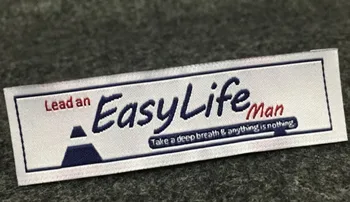 Lead an
EasyLife Man
Take a deep breath & anything is nothing